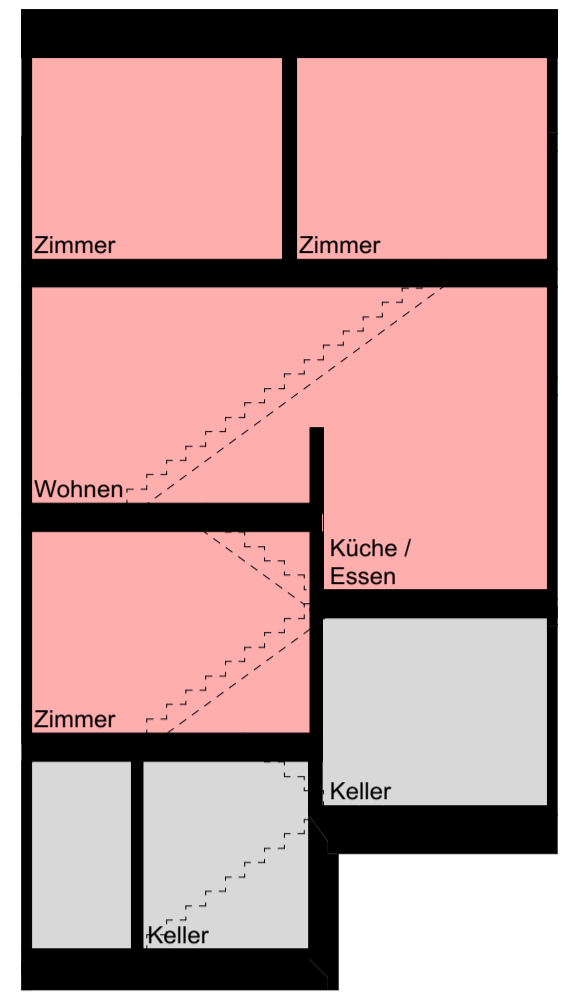 Zimmer
Zimmer
Wohnen
Küche /
Essen
Zimmer
Keller
Keller